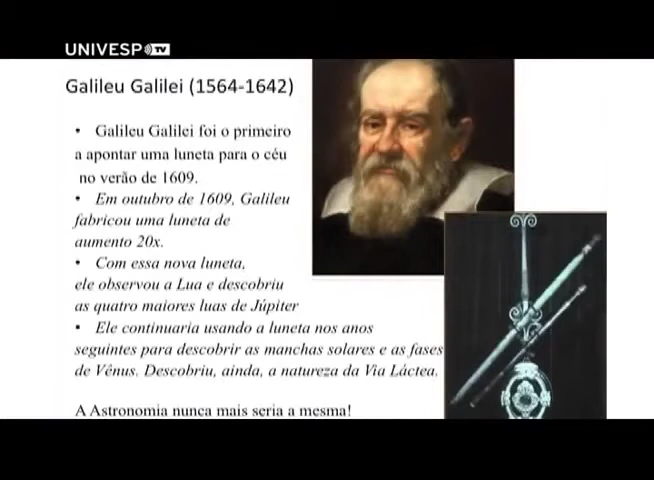 UNIVESP TV
Galileu Galilei (1564-1642)
• Galileu Galilei foi o primeiro
a apontar uma luneta para o céu
no verão de 1609.
• Em outubro de 1609, Galileu
fabricou uma luneta de
aumento 20x.
• Com essa nova luneta,
ele observou a Lua e descobriu
as quatro maiores luas de Júpiter
• Ele continuaria usando a luneta nos anos
seguintes para descobrir as manchas solares e as fases
de Vênus. Descobriu, ainda, a natureza da Via Láctea.
A Astronomia nunca mais seria a mesma!